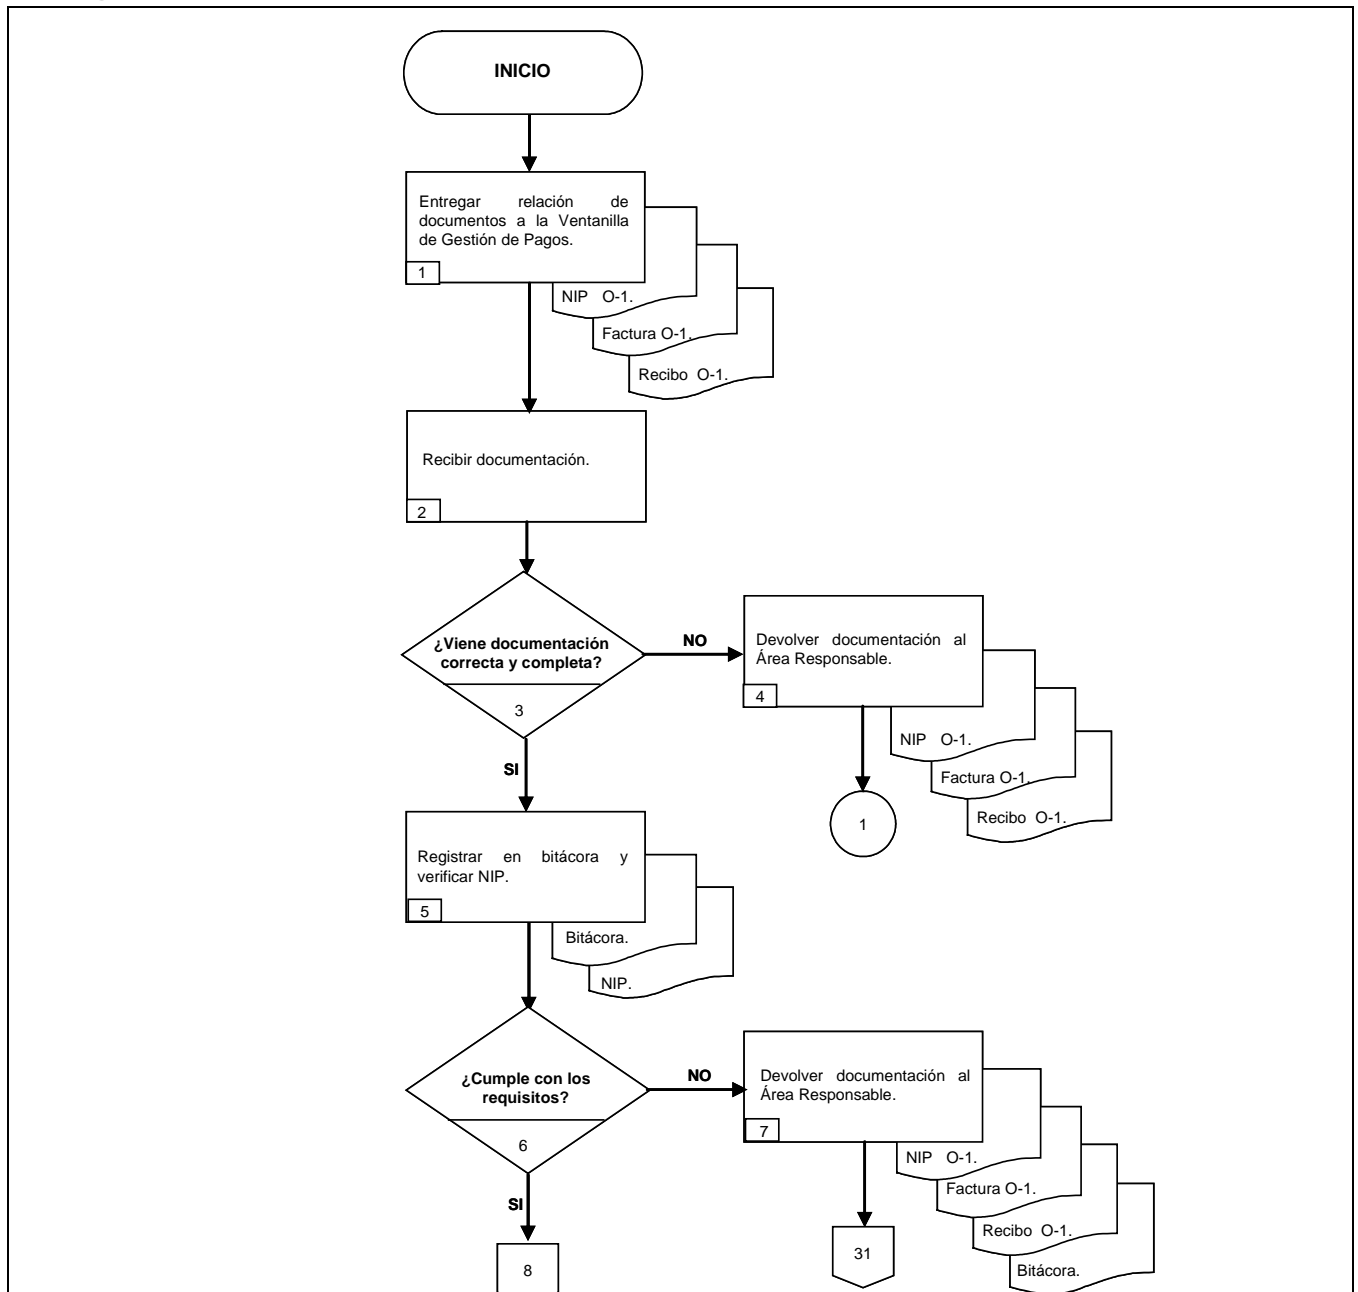 INICIO
Entregar relación de
documentos a la Ventanilla
de Gestión de Pagos.
1
NIP O-1.
Factura O-1.
Recibo O-1.
Recibir documentación.
2
¿Viene documentación
correcta y completa?
3
NO
Devolver documentación al
Área Responsable.
4
NIP O-1.
Factura O-1.
Recibo O-1.
1
SI
Registrar en bitácora y
verificar NIP.
5
Bitácora.
NIP.
¿Cumple con los
requisitos?
6
NO
Devolver documentación al
Área Responsable.
7
NIP O-1.
Factura O-1.
Recibo O-1.
Bitácora.
31
SI
8